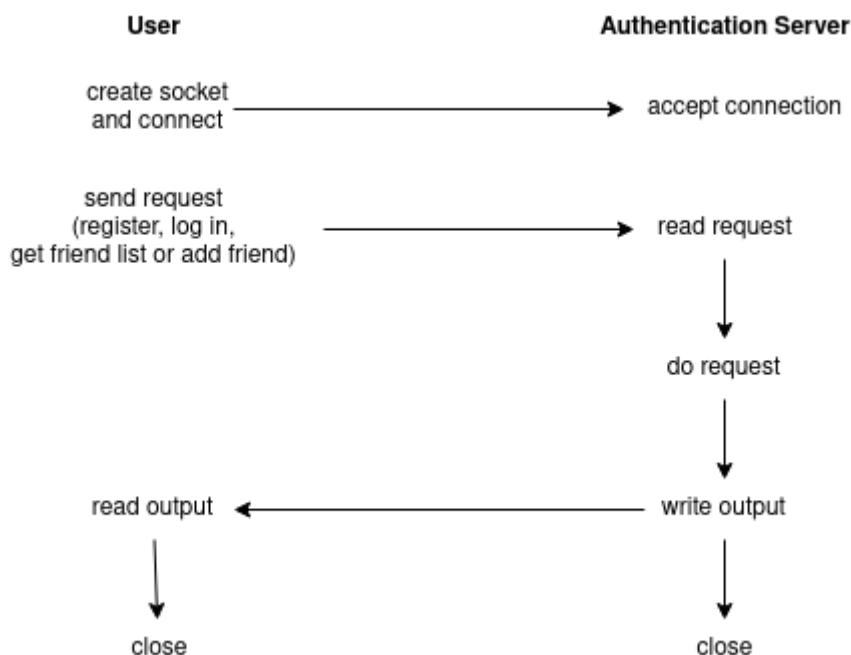 User
Authentication Server
create socket
and connect
accept connection
send request
(register, log in,
get friend list or add friend)
read request
do request
read output
write output
close
close